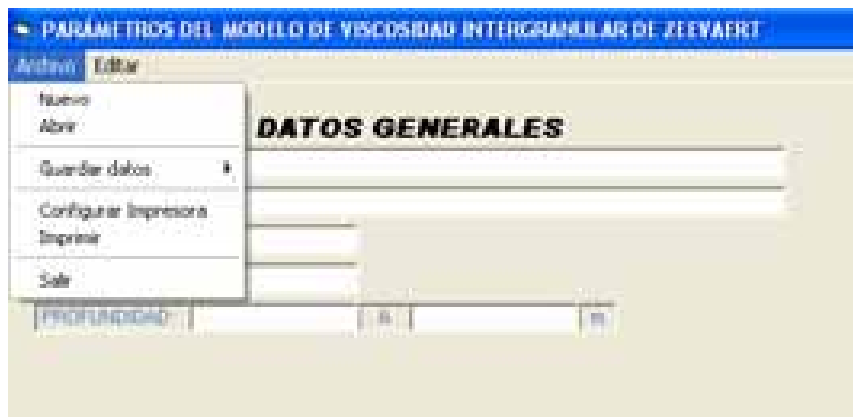 PARÁMETROS DEL MODELO DE VISCOSIDAD INTERGRANULAR DE ZEEVAERT
Archivo Editar
Nuevo
Abrir
DATOS GENERALES
Guardar datos
Configurar Impresora
Imprimir
Salir
PROFUNDIDAD: a m